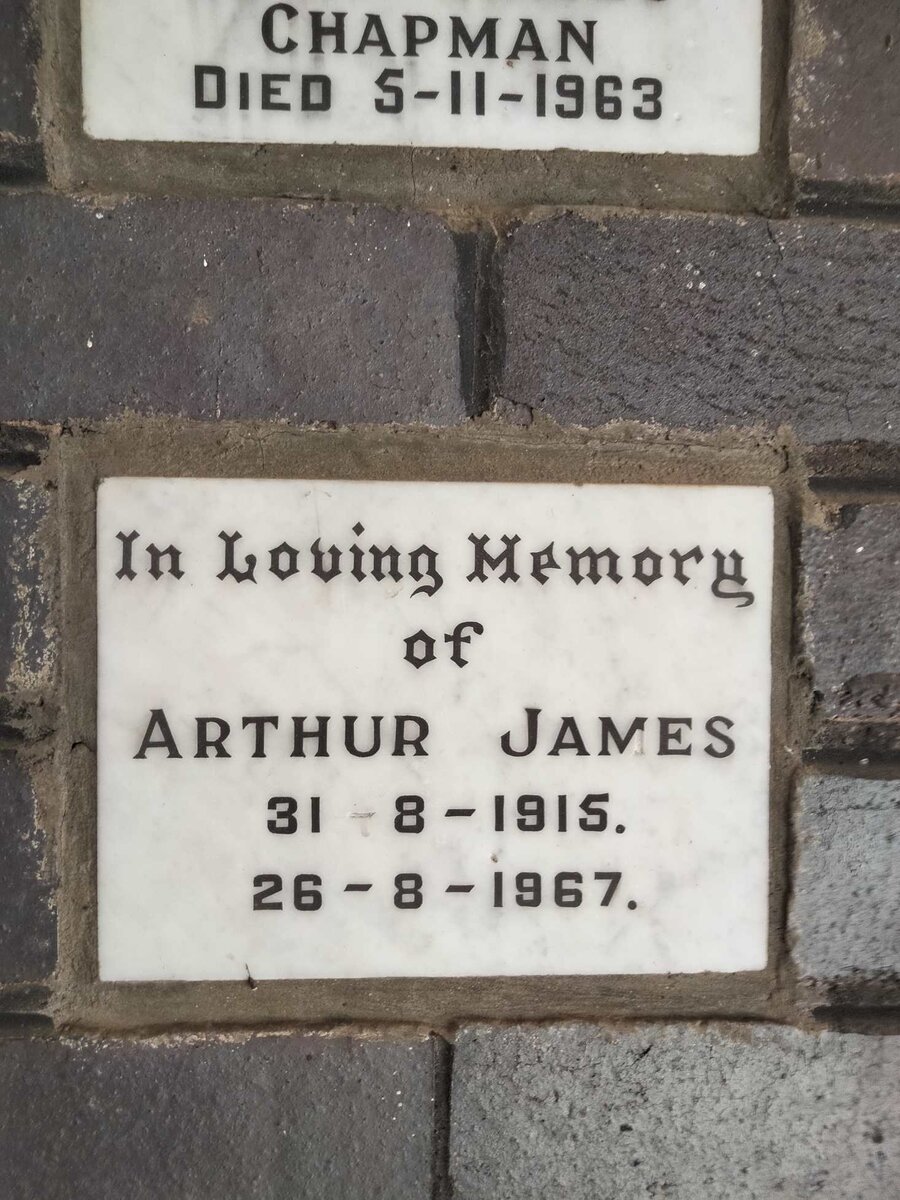 CHAPMAN
DIED 5-11-1963
In Loving Memory
of
ARTHUR JAMES
31-8-1915.
26-8-1967.